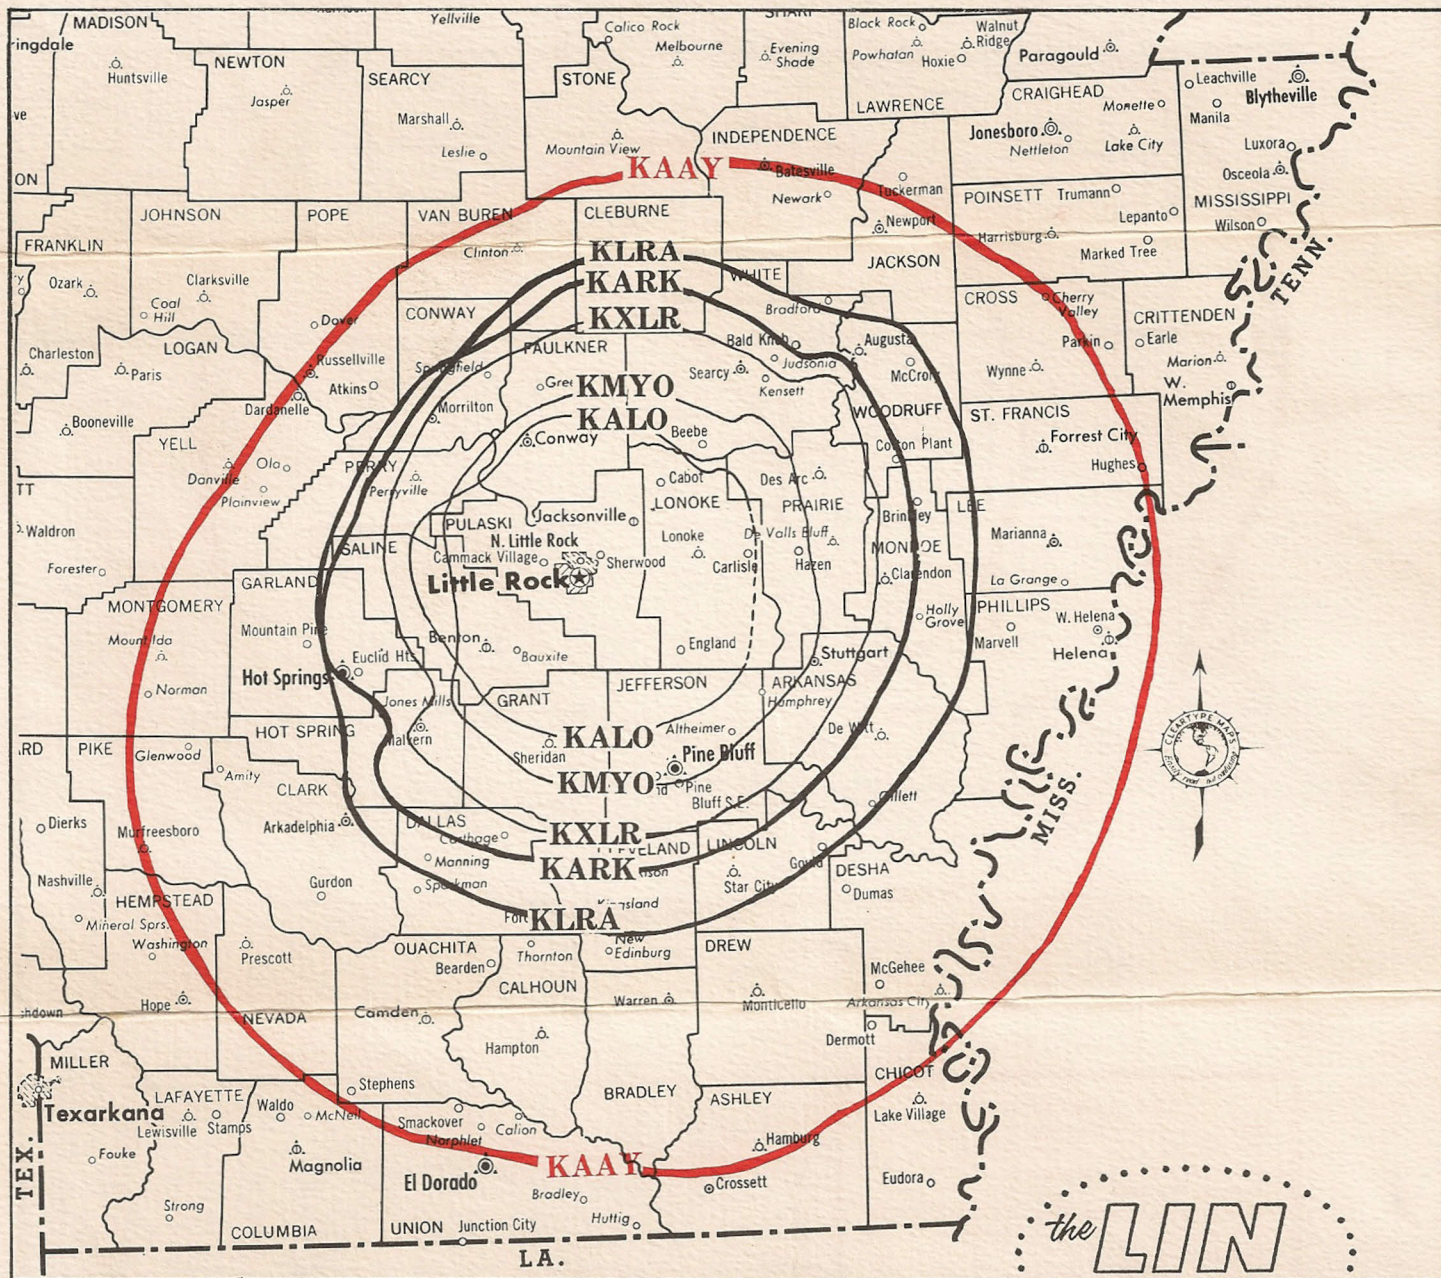 MADISON
Yellville
Calico Rock
Black Rock
Walnut
Ridge
ringdale
Melbourne
Evening
Shade
Powhatan
Hoxie
Paragould
Huntsville
NEWTON
SEARCY
STONE
Leachville
Blytheville
Jasper
LAWRENCE
CRAIGHEAD
Monette
Manila
Marshall
INDEPENDENCE
Jonesboro
Nettleton
Lake City
Luxora
Leslie
Mountain View
KAAY
Batesville
Osceola
ON
Newark
Tuckerman
POINSETT
Trumann
MISSISSIPPI
JOHNSON
POPE
VAN BUREN
CLEBURNE
Newport
Lepanto
Wilson
FRANKLIN
Clinton
KLRA
Harrisburg
Marked Tree
TENN.
Ozark
Clarksville
KARK
WHITE
JACKSON
Coal
Hill
Dover
CONWAY
KXLR
Bradford
CROSS
Cherry
Valley
CRITTENDEN
Charleston
LOGAN
Russellville
FAULKNER
Bald Knob
Augusta
Parkin
Earle
Paris
Atkins
Springfield
KMYO
Searcy
Judsonia
Kensett
McCrory
Wynne
Marion
W.
Memphis
Booneville
Dardanelle
Morrilton
KALO
WOODRUFF
ST. FRANCIS
YELL
Conway
Beebe
Cotton Plant
Forrest City
Danville
Ola
Plainview
PERRY
Perryville
Cabot
Des Arc
Hughes
TT
LONOKE
PRAIRIE
Brinkley
LEE
Waldron
PULASKI
Jacksonville
Marianna
SALINE
N. Little Rock
Lonoke
De Valls Bluff
MONROE
Forester
GARLAND
Cammack Village
Sherwood
Carlisle
Hazen
Clarendon
La Grange
Little Rock
MONTGOMERY
Holly
Grove
PHILLIPS
Mount Ida
Mountain Pine
Benton
Bauxite
England
Marvell
W. Helena
Helena
Euclid Hts.
Hot Springs
Stuttgart
Norman
Jones Mills
GRANT
JEFFERSON
ARKANSAS
Humphrey
HOT SPRING
Malvern
Sheridan
KALO
Altheimer
De Witt
CLEARTYPE MAPS
RD
PIKE
Glenwood
Pine Bluff
Amity
CLARK
KMYO
Pine
Bluff S.E.
Gillett
MISS.
Dierks
Murfreesboro
Arkadelphia
DALLAS
Carthage
KXLR
LINCOLN
Manning
KARK
Gould
DESHA
Nashville
Gurdon
Sparkman
Star City
Dumas
HEMPSTEAD
KLRA
Mineral Sprs.
Washington
OUACHITA
New
Edinburg
DREW
Prescott
Bearden
Thornton
McGehee
Hope
CALHOUN
Warren
Monticello
Arkansas City
NEVADA
Camden
Hampton
Dermott
MILLER
Stephens
BRADLEY
ASHLEY
CHICOT
LAFAYETTE
Waldo
Texarkana
Lewisville
Stamps
McNeil
Smackover
Calion
Lake Village
Norphlet
Hamburg
Fouke
Magnolia
KAAY
TEX.
El Dorado
Bradley
Crossett
Eudora
Strong
Huttig
COLUMBIA
UNION
Junction City
LA.
the LIN